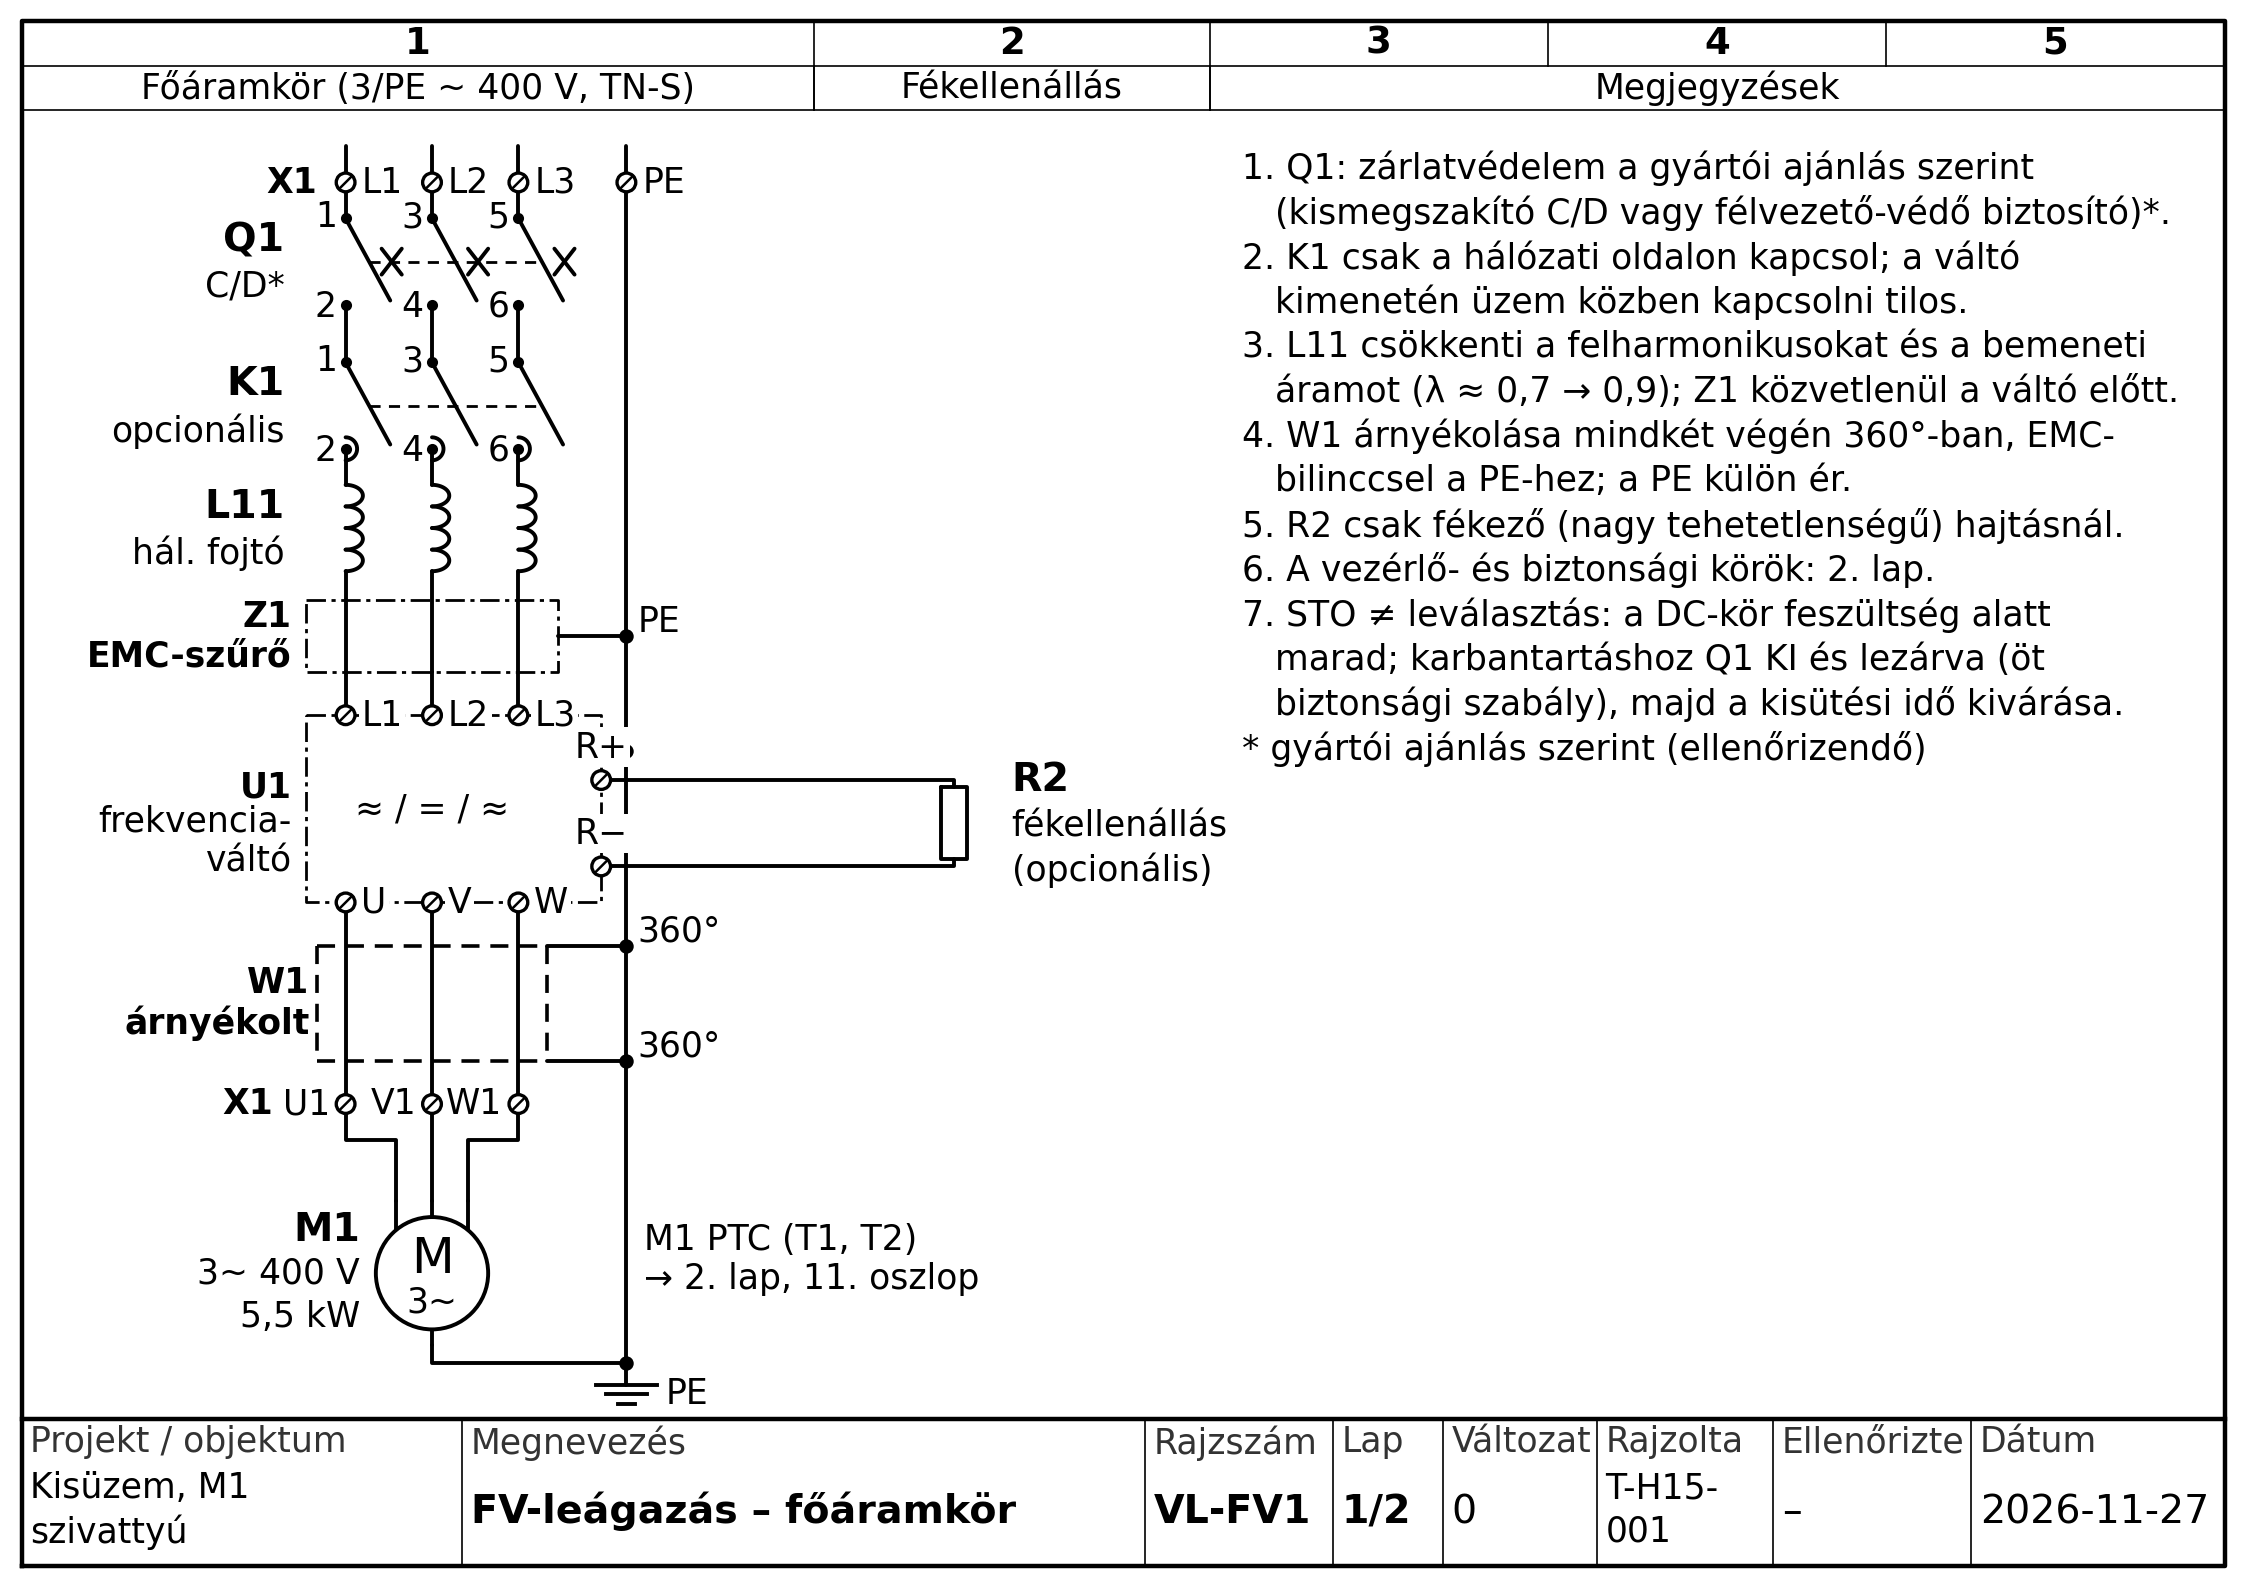 1 2 3 4 5
Főáramkör (3/PE ~ 400 V, TN-S) Fékellenállás Megjegyzések
X1 L1 L2 L3 PE
1 3 5
Q1
C/D*
2 4 6
1 3 5
K1
opcionális
2 4 6
L11
hál. fojtó
Z1
EMC-szűrő
PE
L1 L2 L3
R+
U1
frekvencia-
váltó
≈ / = / ≈
R−
R2
fékellenállás
(opcionális)
U V W
360°
W1
árnyékolt
360°
X1 U1 V1 W1
M1
3~ 400 V
5,5 kW
M
3~
M1 PTC (T1, T2)
→ 2. lap, 11. oszlop
PE
1. Q1: zárlatvédelem a gyártói ajánlás szerint
(kismegszakító C/D vagy félvezető-védő biztosító)*.
2. K1 csak a hálózati oldalon kapcsol; a váltó
kimenetén üzem közben kapcsolni tilos.
3. L11 csökkenti a felharmonikusokat és a bemeneti
áramot (λ ≈ 0,7 → 0,9); Z1 közvetlenül a váltó előtt.
4. W1 árnyékolása mindkét végén 360°-ban, EMC-
bilinccsel a PE-hez; a PE külön ér.
5. R2 csak fékező (nagy tehetetlenségű) hajtásnál.
6. A vezérlő- és biztonsági körök: 2. lap.
7. STO ≠ leválasztás: a DC-kör feszültség alatt
marad; karbantartáshoz Q1 KI és lezárva (öt
biztonsági szabály), majd a kisütési idő kivárása.
* gyártói ajánlás szerint (ellenőrizendő)
Projekt / objektum Megnevezés Rajzszám Lap Változat Rajzolta Ellenőrizte Dátum
Kisüzem, M1
szivattyú
FV-leágazás – főáramkör
VL-FV1
1/2
0
T-H15-
001
–
2026-11-27